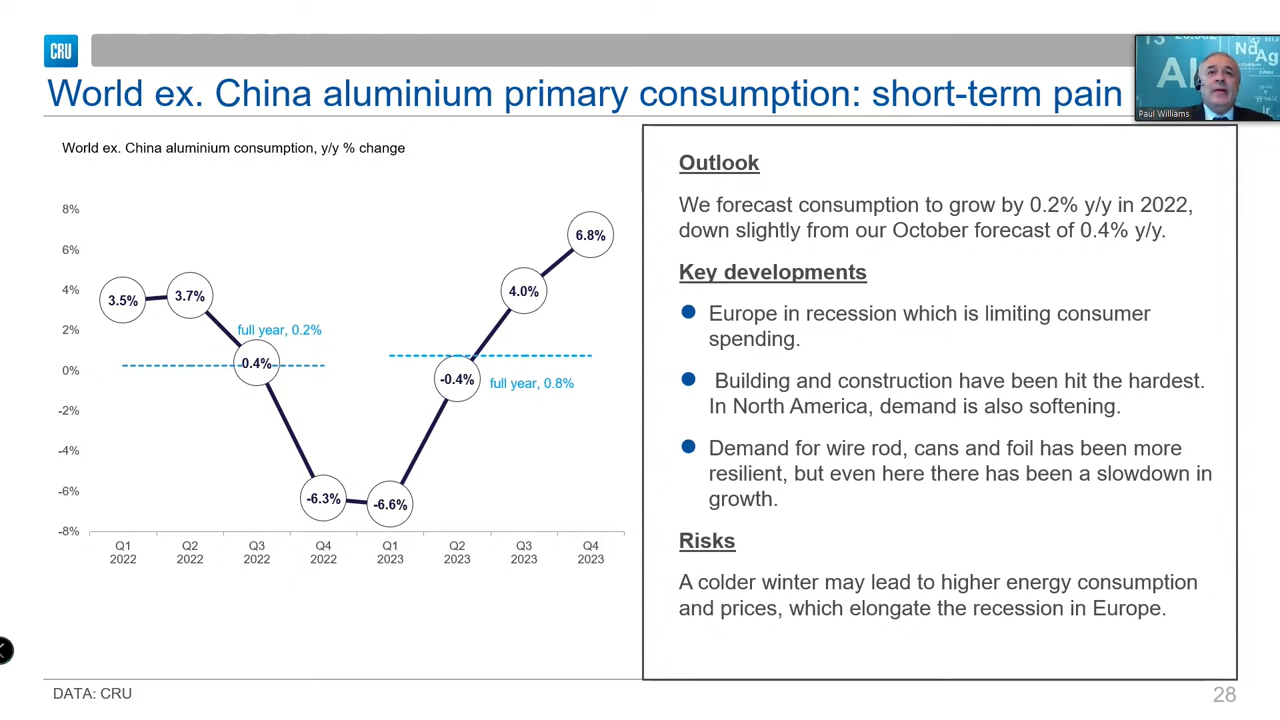 CRU
World ex. China aluminium primary consumption: short-term pain
Al
Nd
Ag
Ir
Paul Williams
World ex. China aluminium consumption, y/y % change
8%
6%
4%
2%
0%
-2%
-4%
-6%
-8%
3.5%
3.7%
0.4%
-6.3%
-6.6%
-0.4%
4.0%
6.8%
full year, 0.2%
full year, 0.8%
Q1 2022
Q2 2022
Q3 2022
Q4 2022
Q1 2023
Q2 2023
Q3 2023
Q4 2023
Outlook
We forecast consumption to grow by 0.2% y/y in 2022,
down slightly from our October forecast of 0.4% y/y.
Key developments
Europe in recession which is limiting consumer
spending.
Building and construction have been hit the hardest.
In North America, demand is also softening.
Demand for wire rod, cans and foil has been more
resilient, but even here there has been a slowdown in
growth.
Risks
A colder winter may lead to higher energy consumption
and prices, which elongate the recession in Europe.
DATA: CRU
28